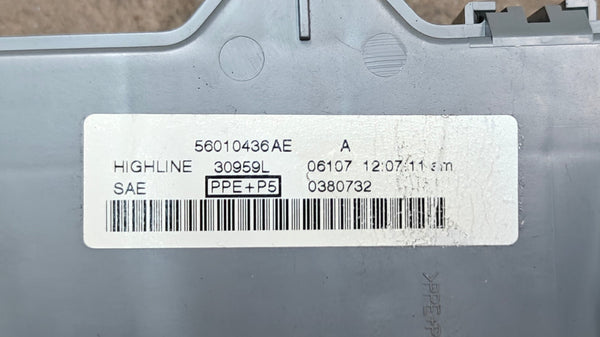 56010436AE A
HIGHLINE 30959L 06107 12:07:11 am
SAE PPE+P5 0380732